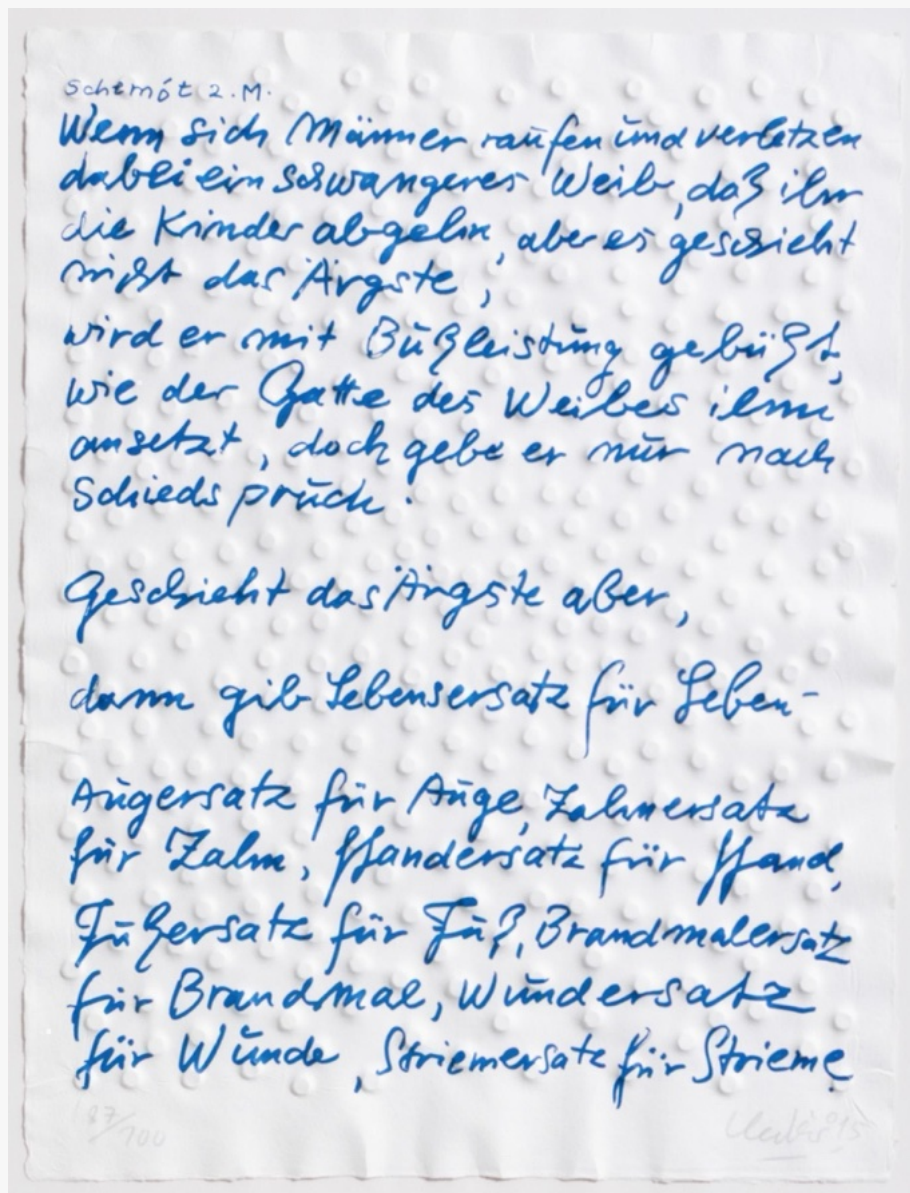 Schemót 2.M.
Wenn sich Männer raufen und verletzen
dabei ein schwangeres Weib, daß ihr
die Kinder abgehn, aber es geschieht
nicht das Ärgste,
wird er mit Bußleistung gebüßt,
wie der Gatte des Weibes ihm
ansetzt, doch gebe er nur nach
Schiedspruch.
Geschieht das Ärgste aber,
dann gib Lebensersatz für Leben-
Augersatz für Auge, Zahnersatz
für Zahn, Handersatz für Hand,
Fußersatz für Fuß, Brandmalersatz
für Brandmal, Wundersatz
für Wunde, Striemersatz für Strieme.
87/100